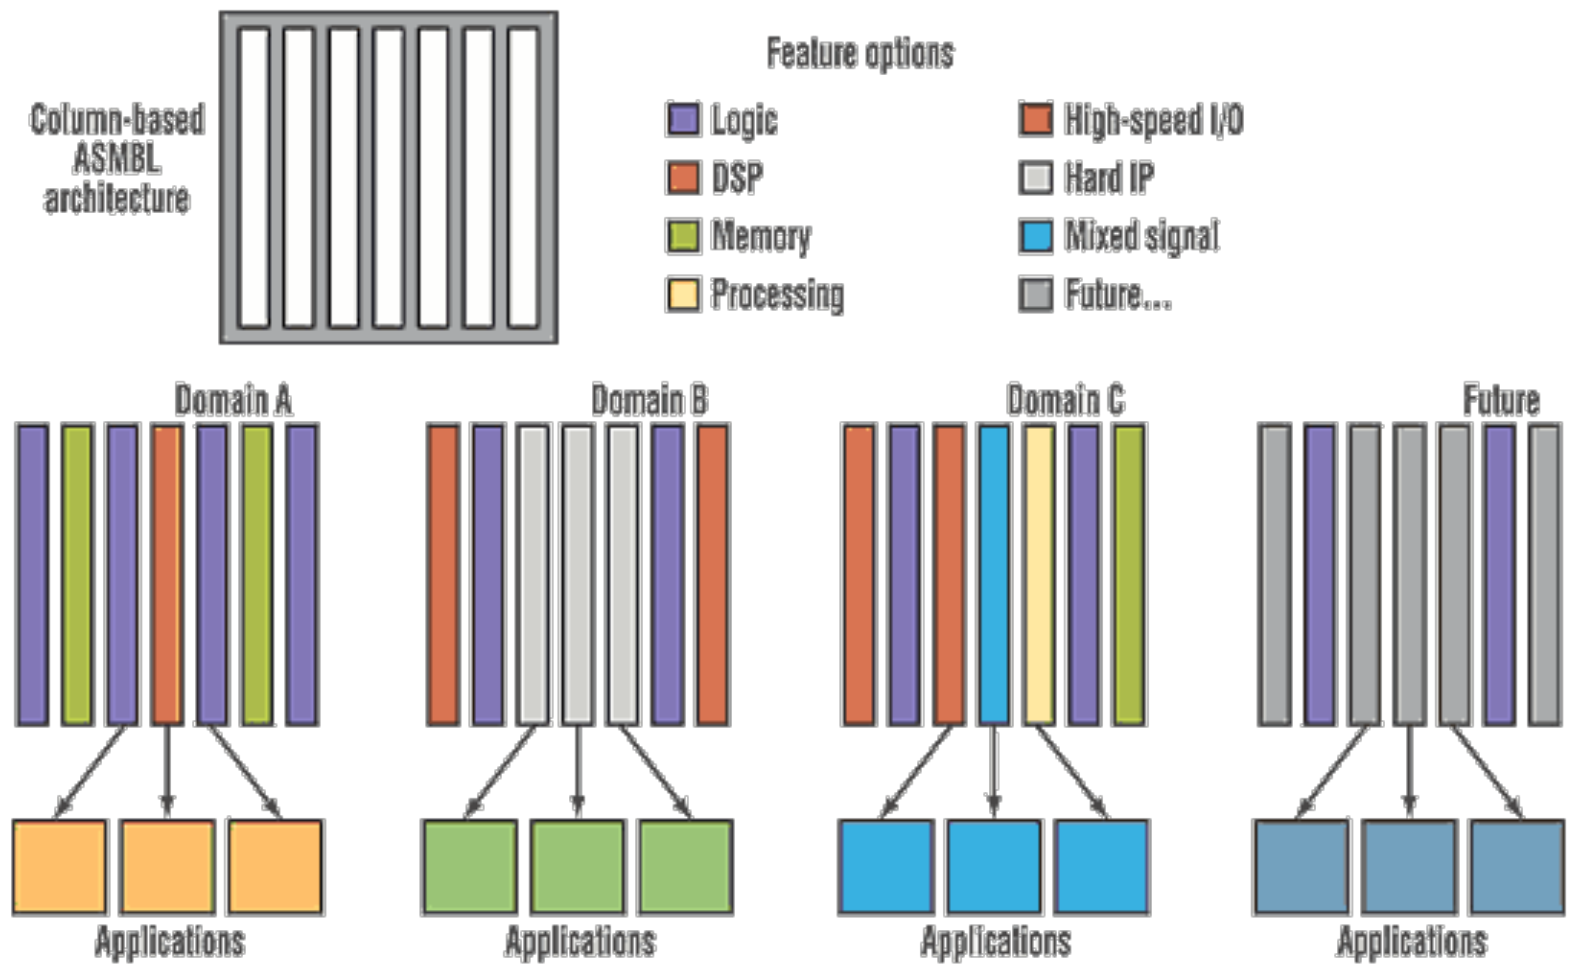 Feature options
Column-based
ASMBL
architecture
Logic
High-speed I/O
DSP
Hard IP
Memory
Mixed signal
Processing
Future...
Domain A
Domain B
Domain C
Future
Applications
Applications
Applications
Applications